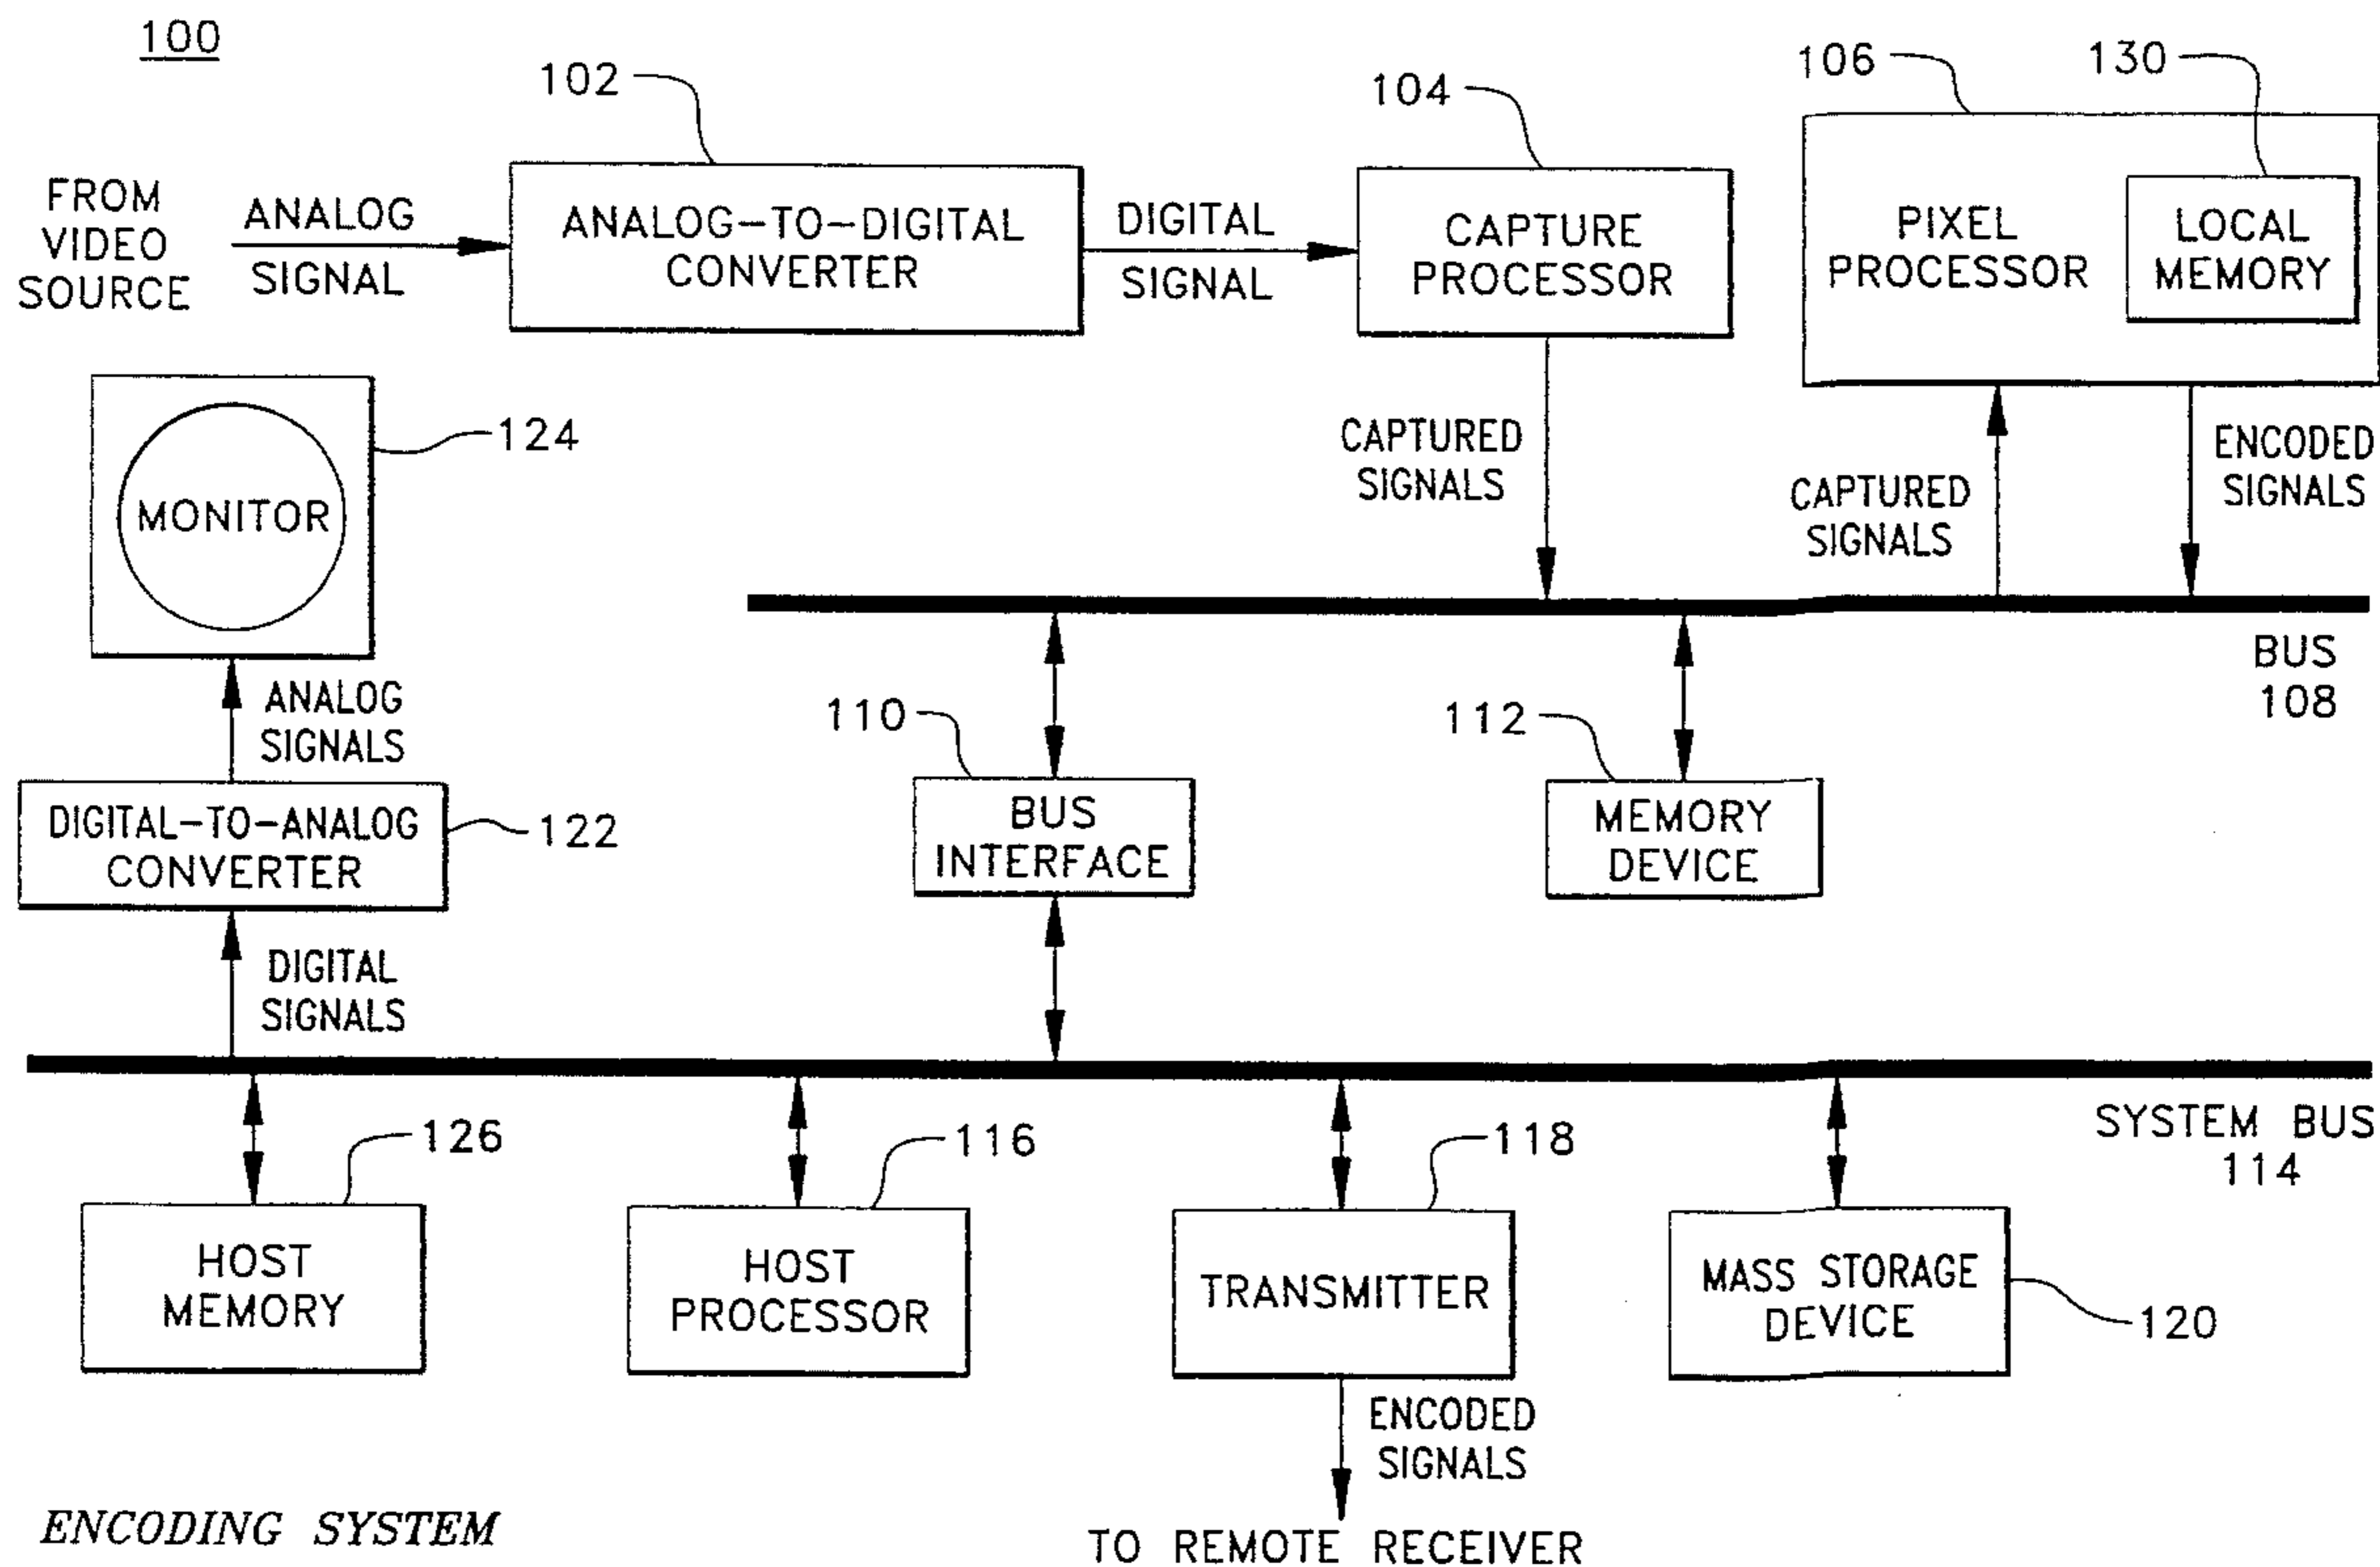 100
102
104
106
130
FROM
VIDEO
SOURCE
ANALOG
SIGNAL
ANALOG-TO-DIGITAL
CONVERTER
DIGITAL
SIGNAL
CAPTURE
PROCESSOR
PIXEL
PROCESSOR
LOCAL
MEMORY
124
MONITOR
CAPTURED
SIGNALS
CAPTURED
SIGNALS
ENCODED
SIGNALS
BUS
108
ANALOG
SIGNALS
110
112
DIGITAL-TO-ANALOG
CONVERTER
122
BUS
INTERFACE
MEMORY
DEVICE
DIGITAL
SIGNALS
SYSTEM BUS
114
126
116
118
HOST
MEMORY
HOST
PROCESSOR
TRANSMITTER
MASS STORAGE
DEVICE
120
ENCODED
SIGNALS
ENCODING SYSTEM
TO REMOTE RECEIVER